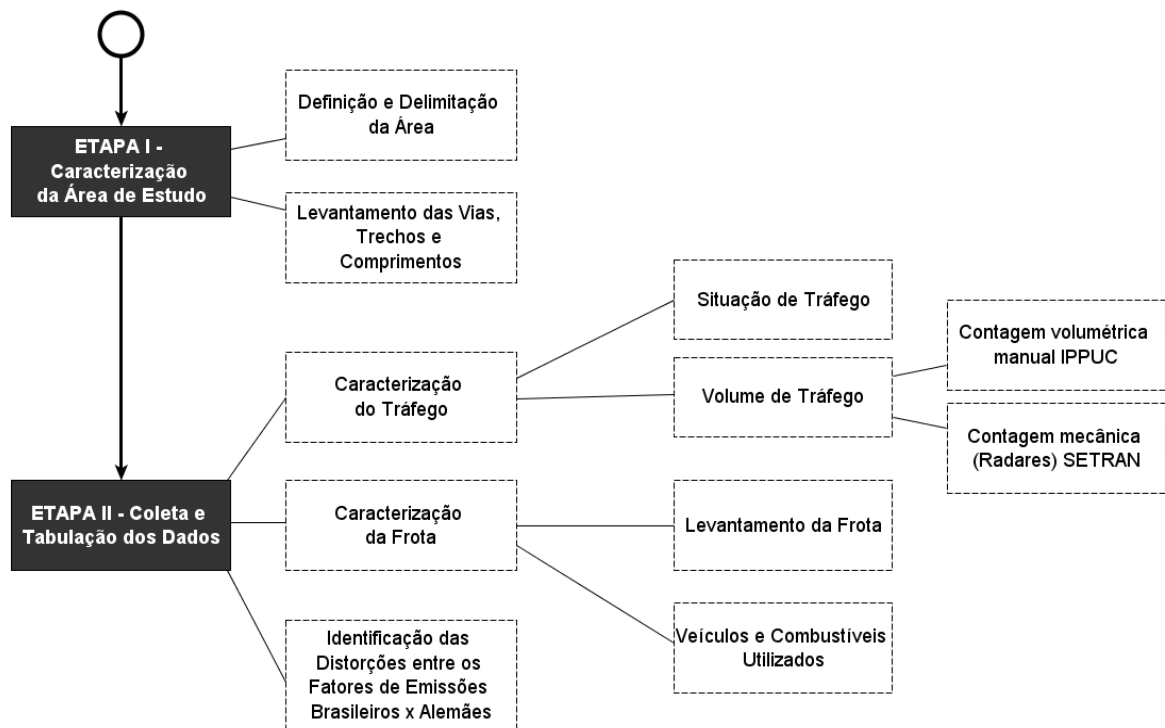 ETAPA I -
Caracterização
da Área de Estudo
Definição e Delimitação
da Área
Levantamento das Vias,
Trechos e
Comprimentos
ETAPA II - Coleta e
Tabulação dos Dados
Caracterização
do Tráfego
Situação de Tráfego
Volume de Tráfego
Contagem volumétrica
manual IPPUC
Contagem mecânica
(Radares) SETRAN
Caracterização
da Frota
Levantamento da Frota
Veículos e Combustíveis
Utilizados
Identificação das
Distorções entre os
Fatores de Emissões
Brasileiros x Alemães